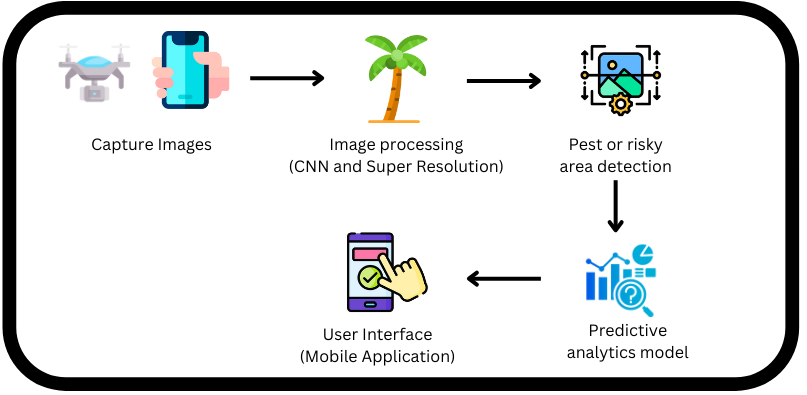 Capture Images
Image processing
(CNN and Super Resolution)
Pest or risky
area detection
User Interface
(Mobile Application)
Predictive
analytics model